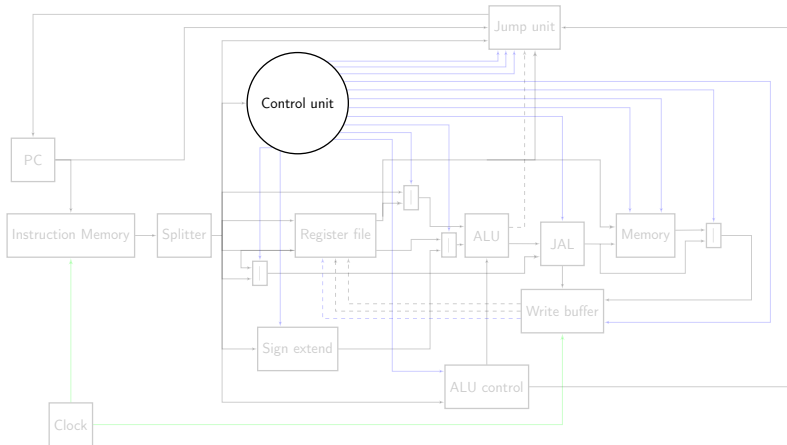 Jump unit
Control unit
PC
Instruction Memory
Splitter
Register file
ALU
JAL
Memory
Write buffer
Sign extend
ALU control
Clock